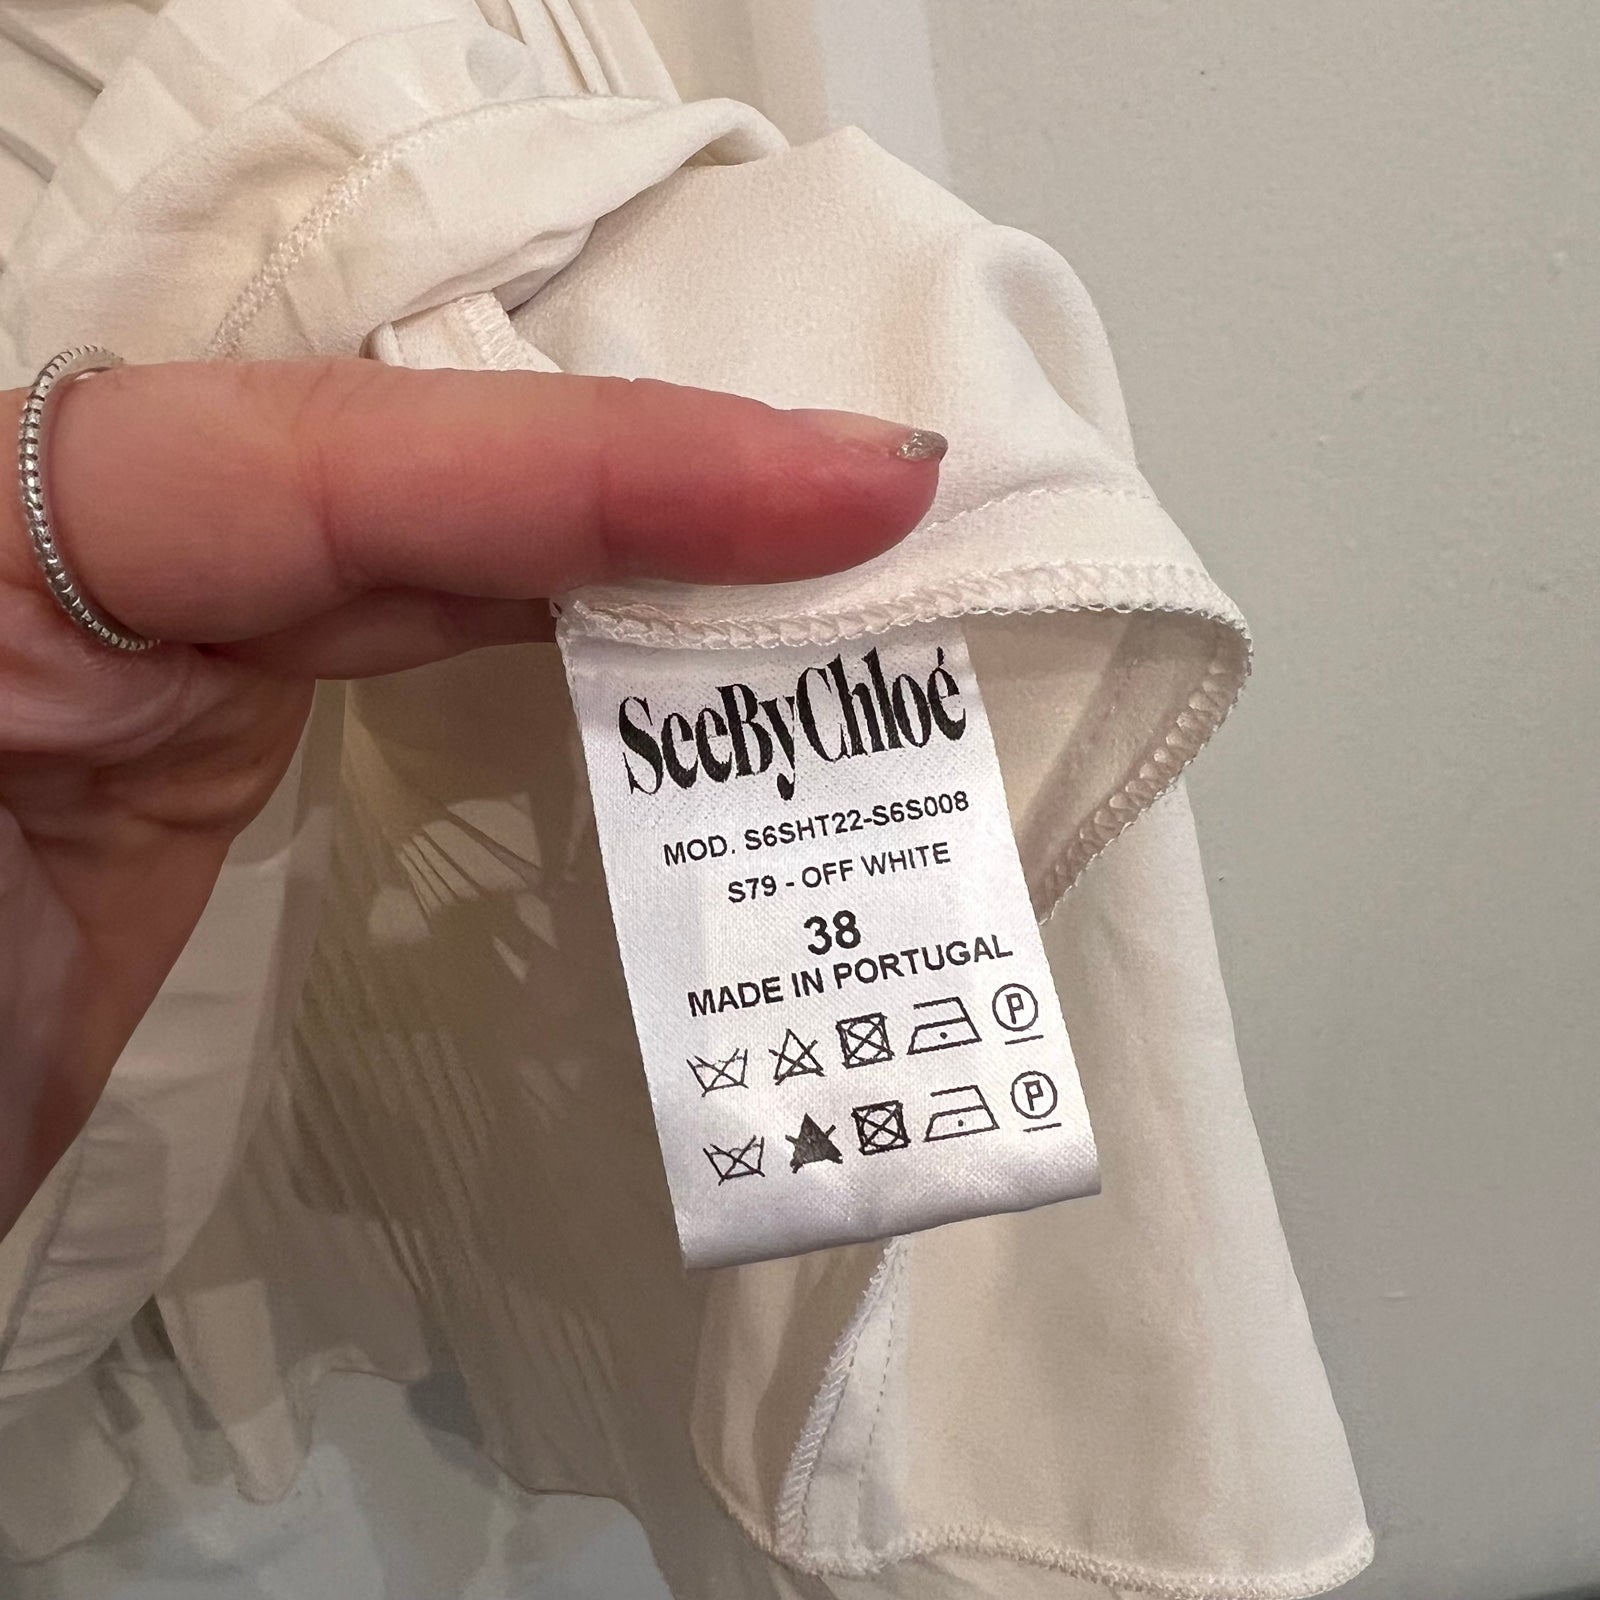 SeeByChloé
MOD. S6SHT22-S6S008
S79 - OFF WHITE
38
MADE IN PORTUGAL
P
P